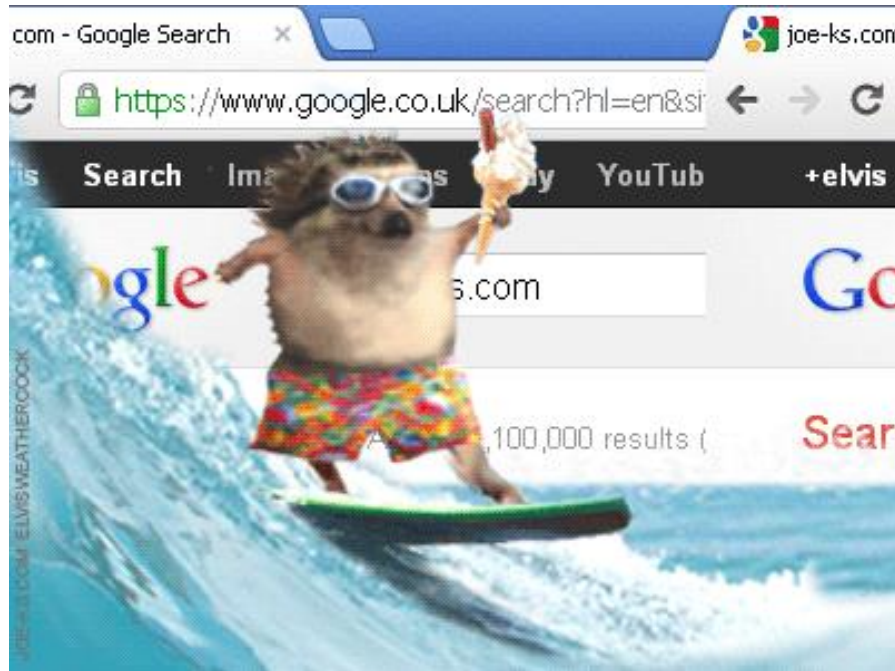 com - Google Search
joe-ks.com
https://www.google.co.uk/search?hl=en&si
Search
YouTub
+elvis
ogle
s.com
Go
,100,000 results (
Sear
JOE-KS.COM ELVISWEATHERCOCK